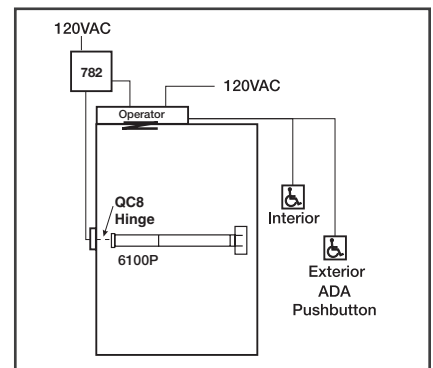 120VAC
782
120VAC
Operator
QC8
Hinge
6100P
Interior
Exterior
ADA
Pushbutton